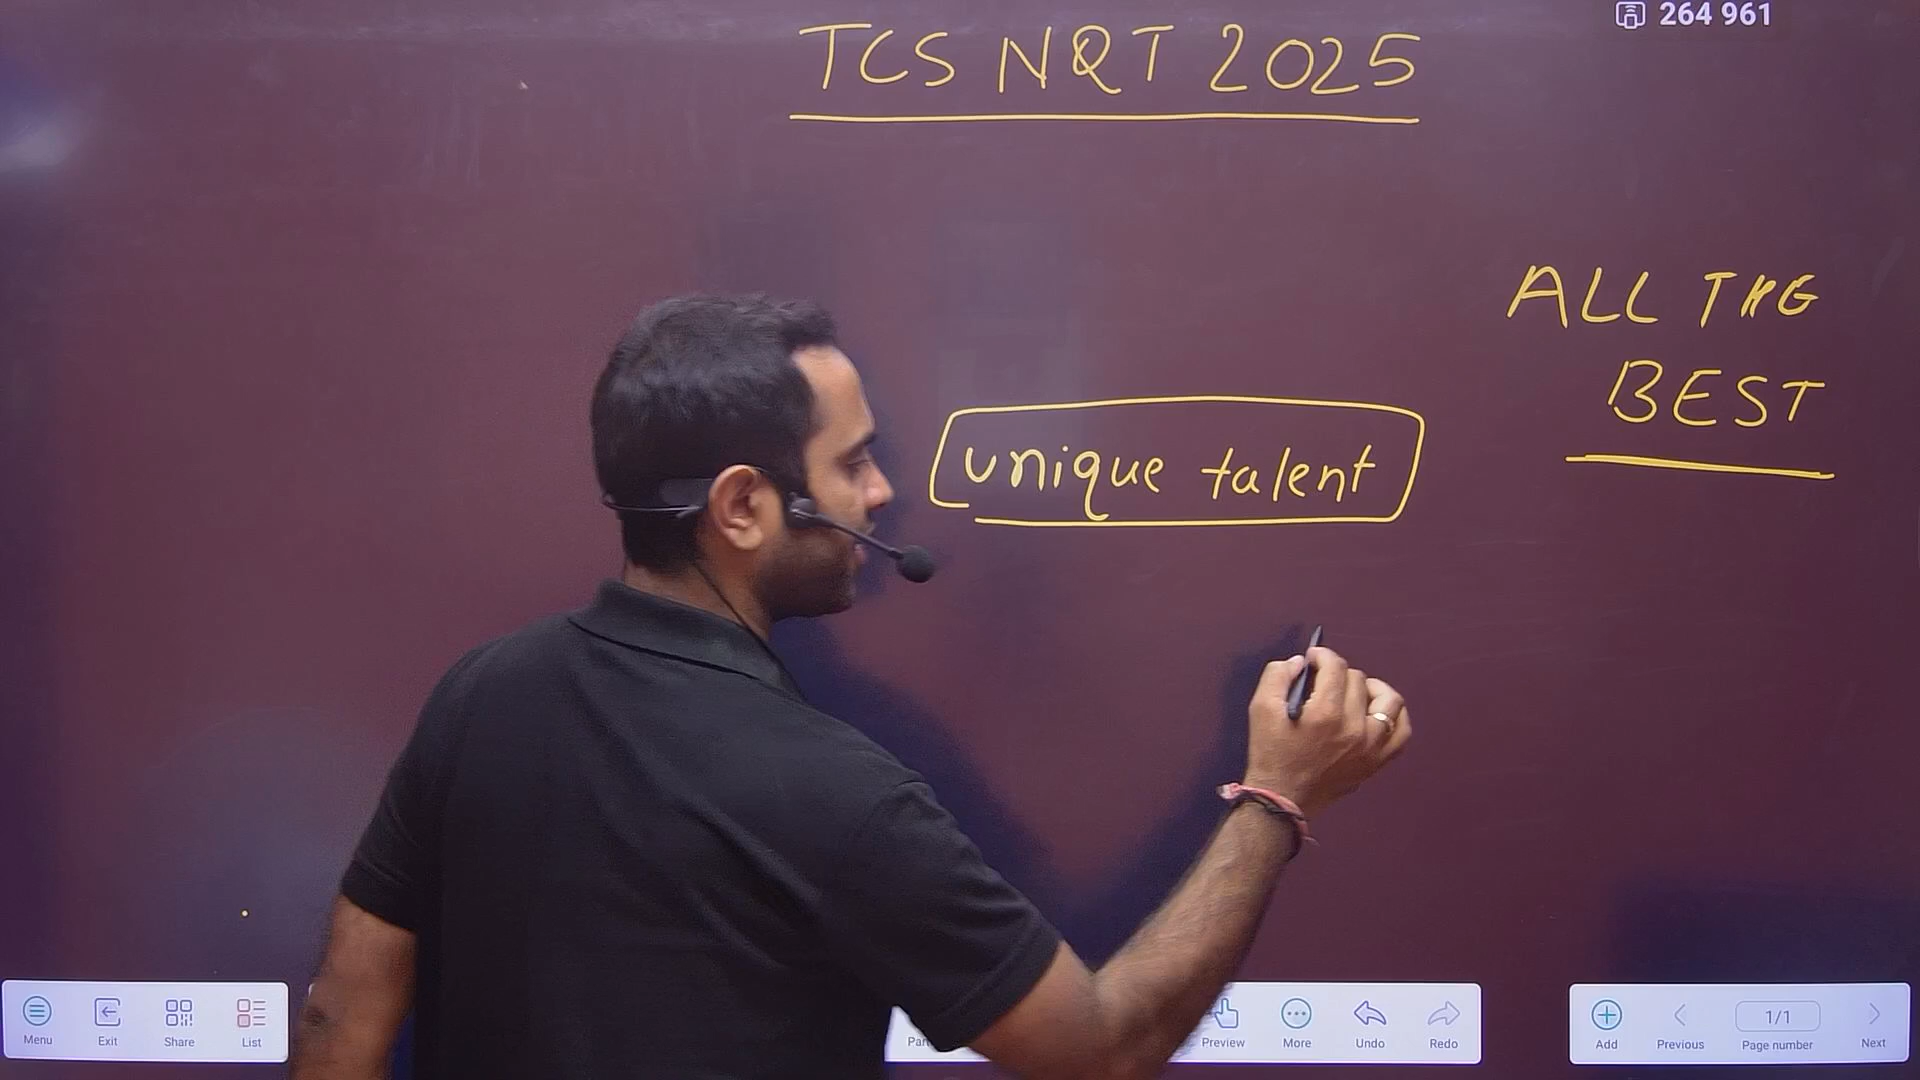 264 961
TCS NQT 2025
ALL THE
BEST
unique talent
Menu
Exit
Share
List
Preview
More
Undo
Redo
Add
Previous
1/1
Page number
Next